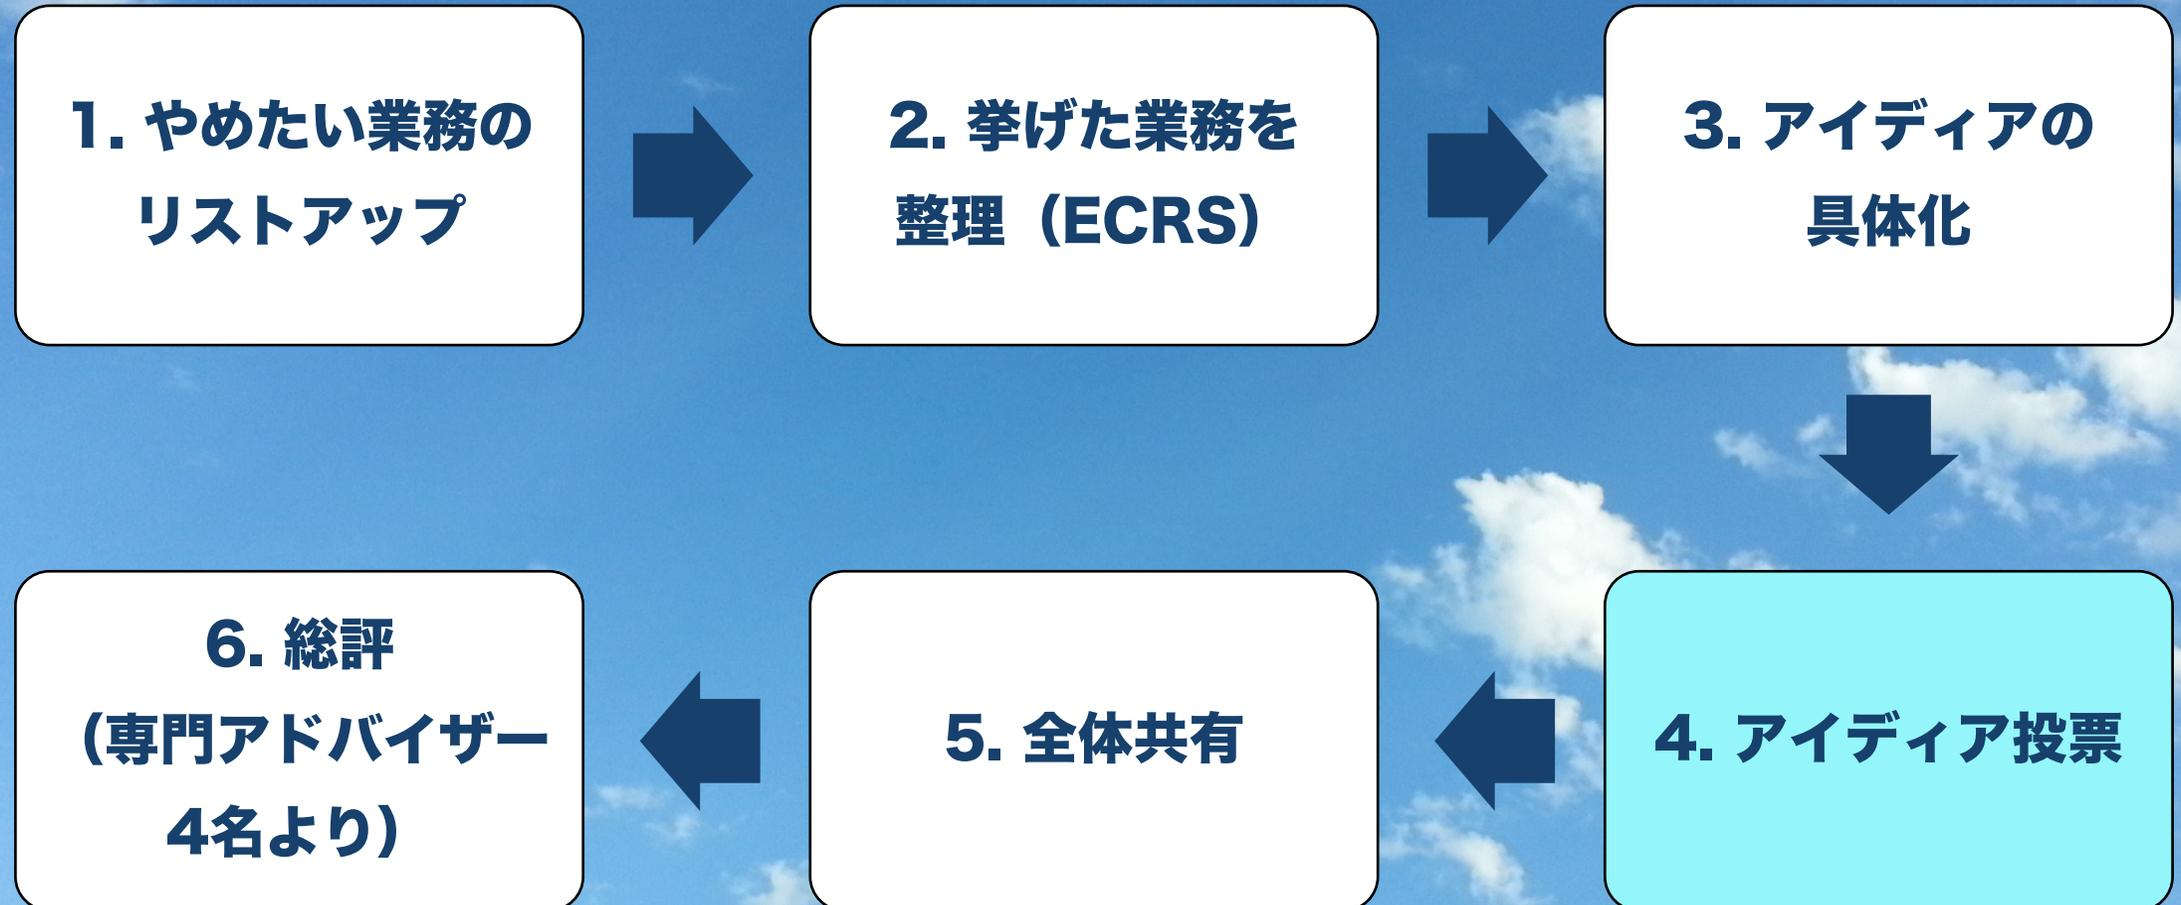 1. やめたい業務の
リストアップ
2. 挙げた業務を
整理（ECRS）
3. アイディアの
具体化
4. アイディア投票
5. 全体共有
6. 総評
（専門アドバイザー
4名より）